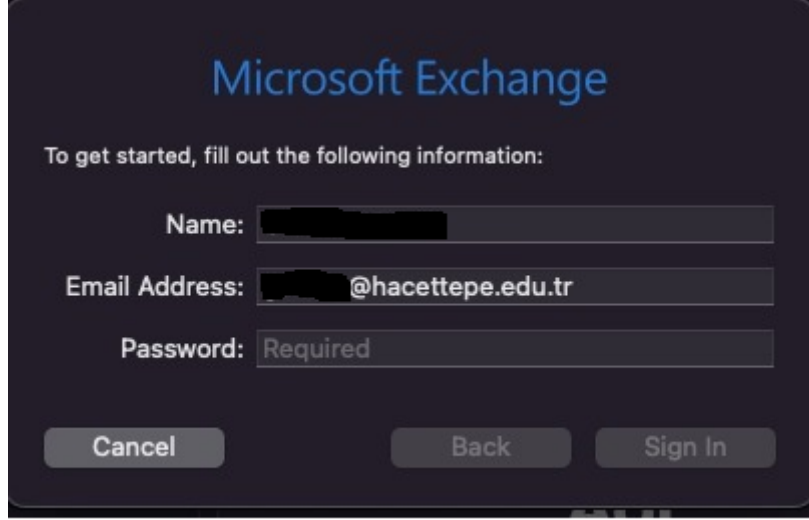 Microsoft Exchange
To get started, fill out the following information:
Name:
Email Address: @hacettepe.edu.tr
Password: Required
Cancel Back Sign In